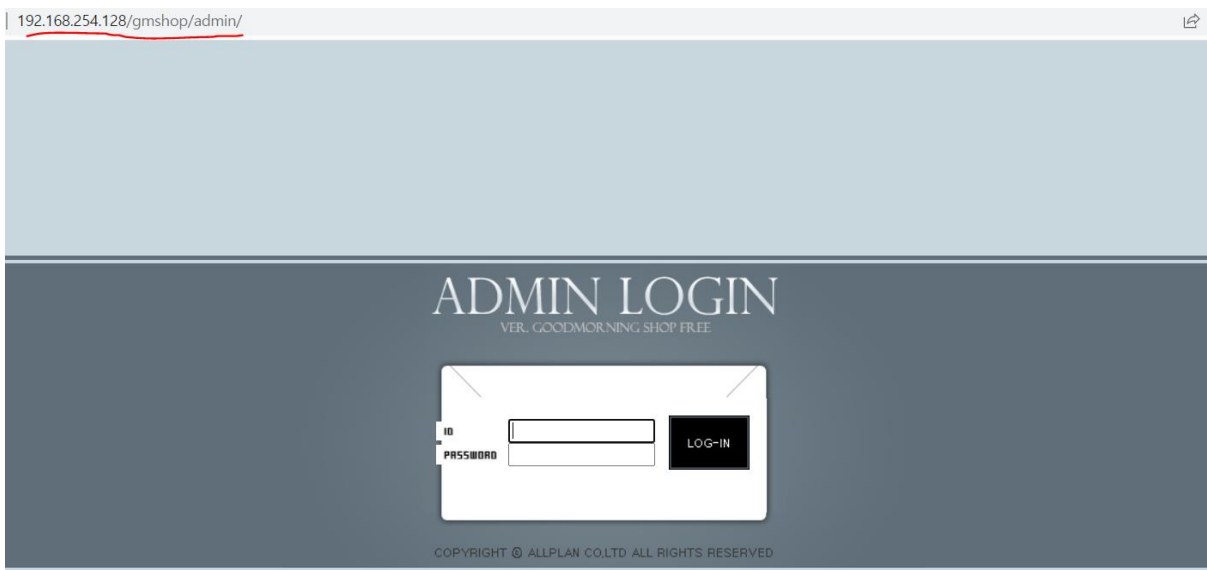 192.168.254.128/gmshop/admin/
ADMIN LOGIN
VER. GOODMORNING SHOP FREE
ID
PASSWORD
LOG-IN
COPYRIGHT ⓒ ALLPLAN CO,LTD ALL RIGHTS RESERVED